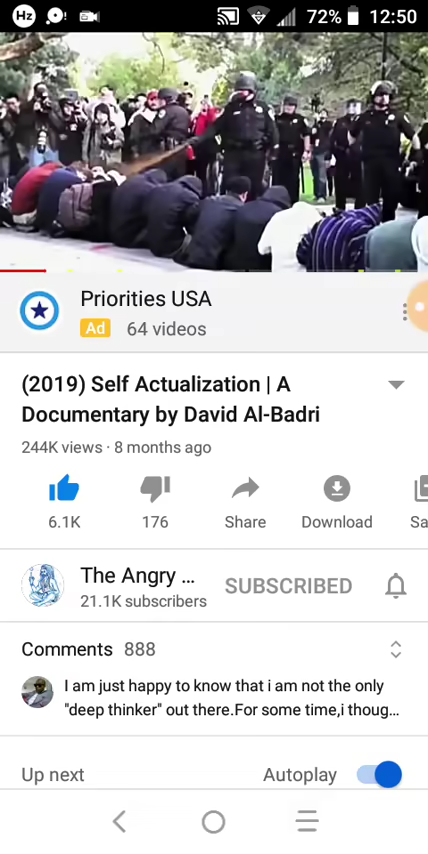 Hz 72% 12:50
Priorities USA
Ad 64 videos
(2019) Self Actualization | A
Documentary by David Al-Badri
244K views · 8 months ago
6.1K 176 Share Download Sa
The Angry ... SUBSCRIBED
21.1K subscribers
Comments 888
I am just happy to know that i am not the only
"deep thinker" out there.For some time,i thoug...
Up next Autoplay